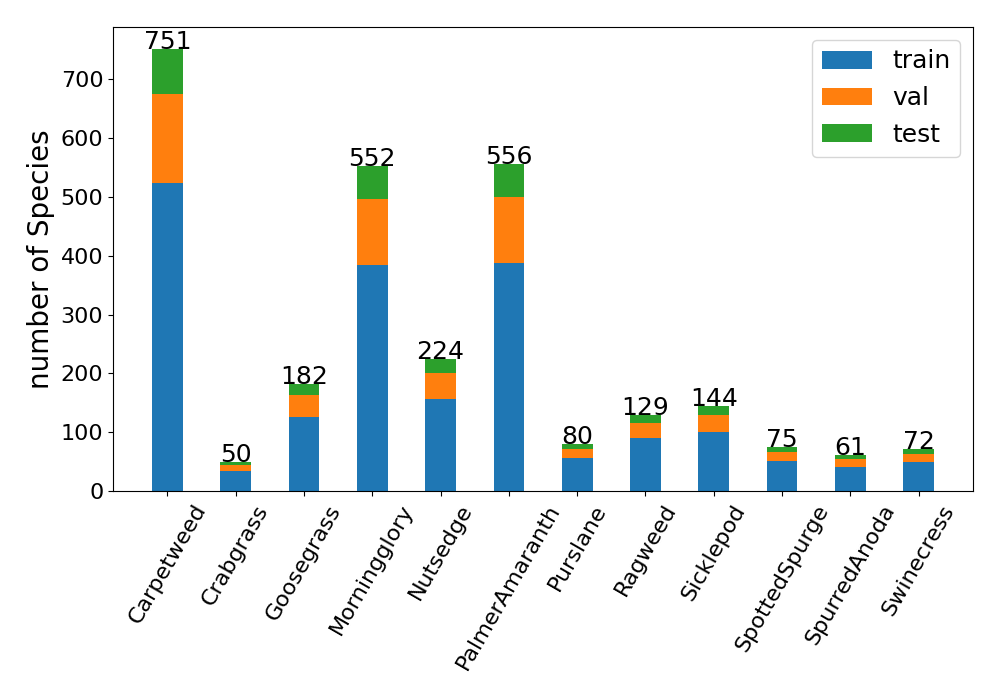 751
552
556
182
224
50
80
129
144
75
61
72
train
val
test
number of Species
700
600
500
400
300
200
100
0
Carpetweed
Crabgrass
Goosegrass
Morningglory
Nutsedge
PalmerAmaranth
Purslane
Ragweed
Sicklepod
SpottedSpurge
SpurredAnoda
Swinecress